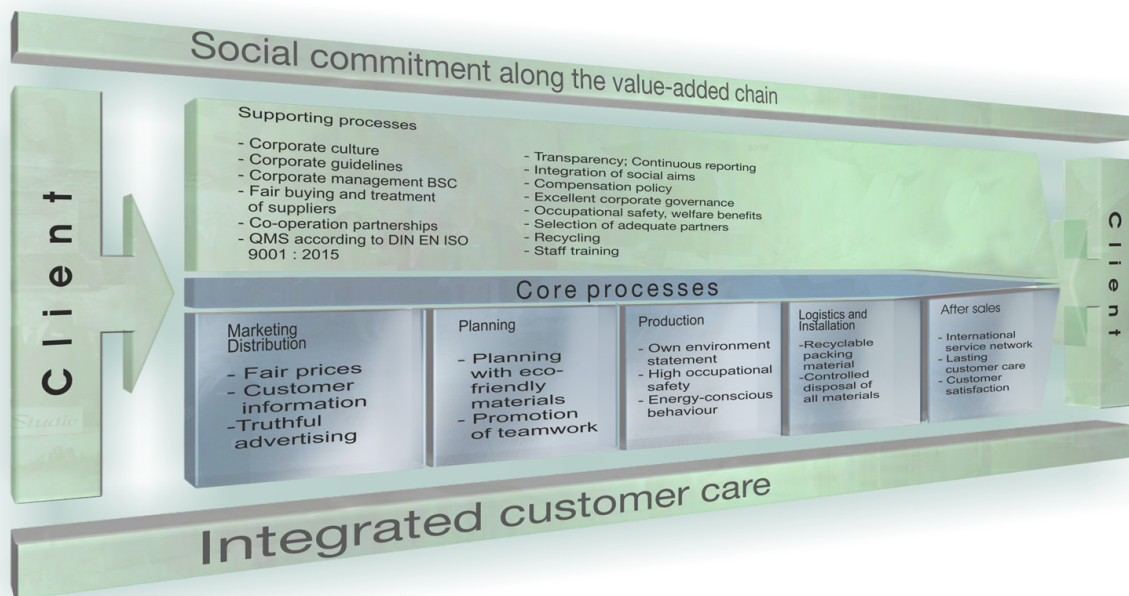 Social commitment along the value-added chain
Client
Supporting processes
- Corporate culture
- Corporate guidelines
- Corporate management BSC
- Fair buying and treatment
of suppliers
- Co-operation partnerships
- QMS according to DIN EN ISO
9001 : 2015
- Transparency; Continuous reporting
- Integration of social aims
- Compensation policy
- Excellent corporate governance
- Occupational safety, welfare benefits
- Selection of adequate partners
- Recycling
- Staff training
Client
Core processes
Marketing
Distribution
- Fair prices
- Customer
information
-Truthful
advertising
Planning
- Planning
with eco-
friendly
materials
- Promotion
of teamwork
Production
- Own environment
statement
- High occupational
safety
- Energy-conscious
behaviour
Logistics and
Installation
-Recyclable
packing
material
-Controlled
disposal of
all materials
After sales
- International
service network
- Lasting
customer care
- Customer
satisfaction
Studio
Integrated customer care